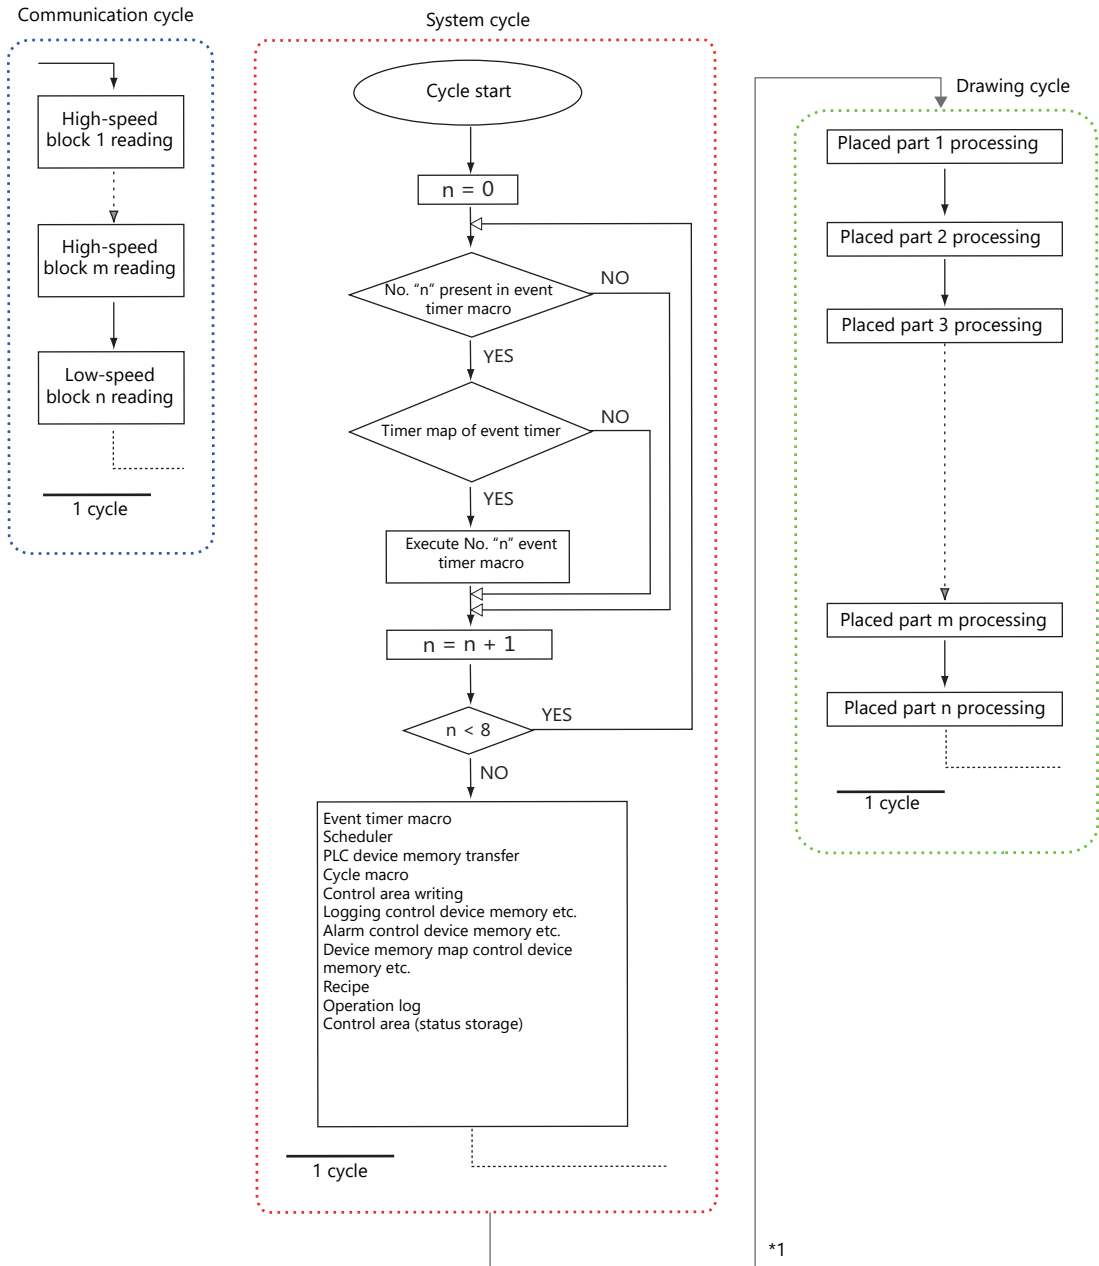 Communication cycle
High-speed
block 1 reading
High-speed
block m reading
Low-speed
block n reading
1 cycle
System cycle
Cycle start
n = 0
No. “n” present in event
timer macro
NO
YES
Timer map of event timer
NO
YES
Execute No. “n” event
timer macro
n = n + 1
n < 8
YES
NO
Event timer macro
Scheduler
PLC device memory transfer
Cycle macro
Control area writing
Logging control device memory etc.
Alarm control device memory etc.
Device memory map control device
memory etc.
Recipe
Operation log
Control area (status storage)
1 cycle
Drawing cycle
Placed part 1 processing
Placed part 2 processing
Placed part 3 processing
Placed part m processing
Placed part n processing
1 cycle
*1